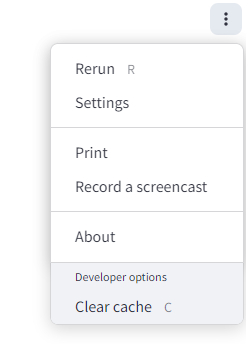 Rerun R
Settings
Print
Record a screencast
About
Developer options
Clear cache C